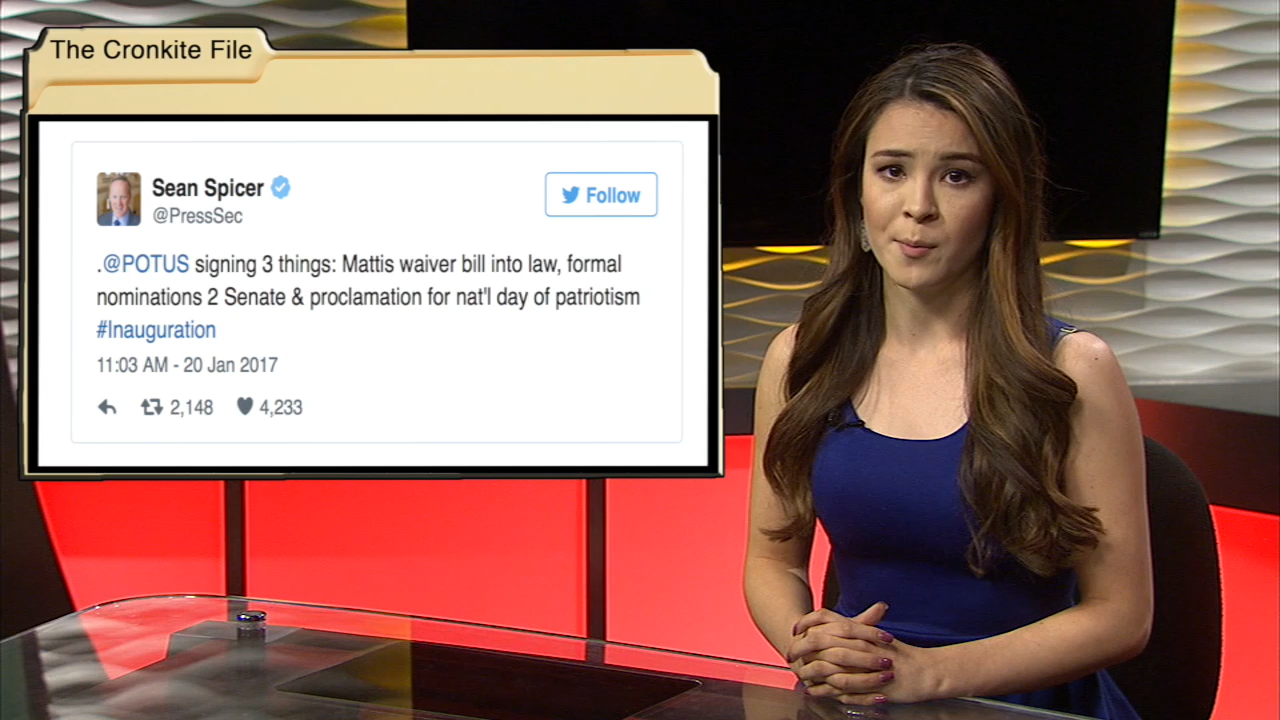 The Cronkite File
Sean Spicer
@PressSec
Follow
.@POTUS signing 3 things: Mattis waiver bill into law, formal
nominations 2 Senate & proclamation for nat'l day of patriotism
#Inauguration
11:03 AM - 20 Jan 2017
2,148 4,233